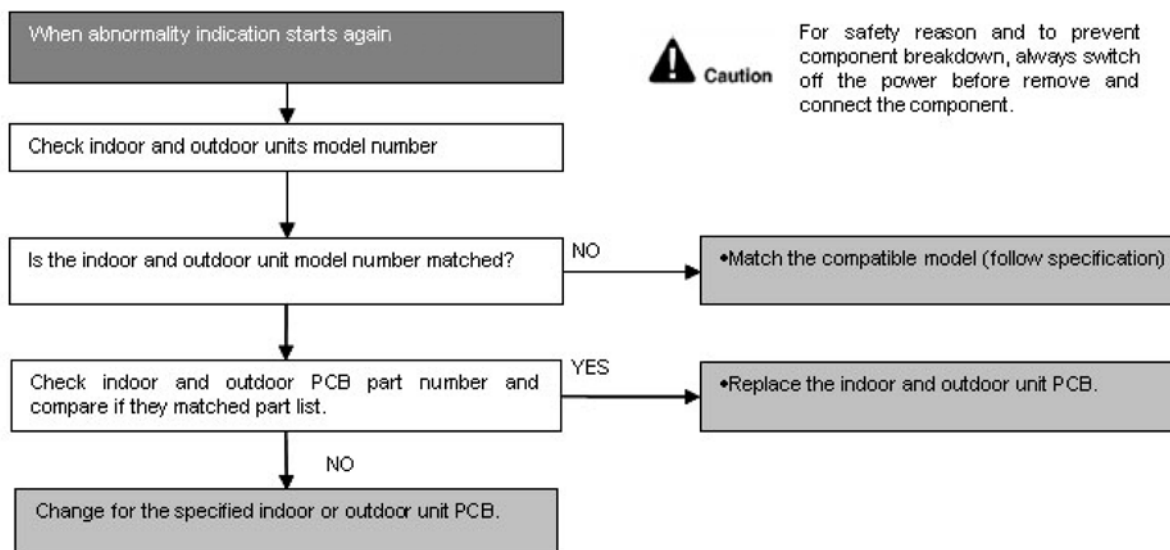 When abnormality indication starts again
For safety reason and to prevent
component breakdown, always switch
off the power before remove and
connect the component.
Caution
Check indoor and outdoor units model number
Is the indoor and outdoor unit model number matched?
NO
•Match the compatible model (follow specification)
Check indoor and outdoor PCB part number and
compare if they matched part list.
YES
•Replace the indoor and outdoor unit PCB.
NO
Change for the specified indoor or outdoor unit PCB.